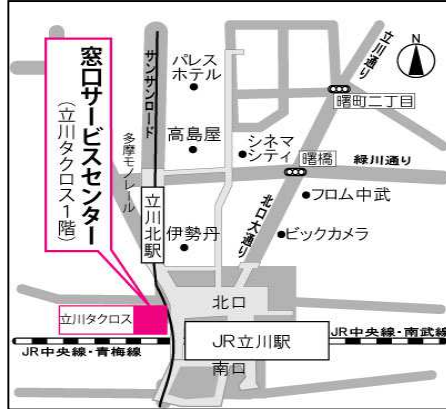 窓口サービスセンター
(立川タクロス1階)
サンサンロード
多摩モノレール
立川北駅
パレス
ホテル
高島屋
シネマ
シティ
伊勢丹
立川通り
曙町二丁目
曙橋
緑川通り
フロム中武
北口大通り
ビックカメラ
北口
立川タクロス
JR立川駅
南口
JR中央線・青梅線
JR中央線・南武線
N